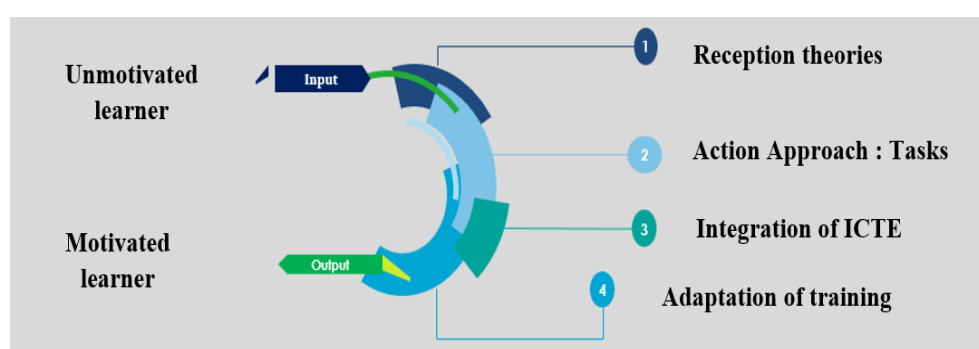 Unmotivated
learner
Input
1
Reception theories
2
Action Approach : Tasks
3
Integration of ICTE
Motivated
learner
Output
4
Adaptation of training